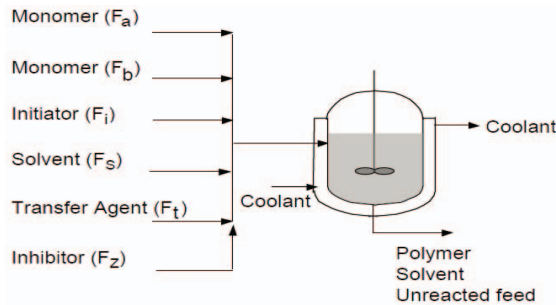 Monomer (Fa)
Monomer (Fb)
Initiator (Fi)
Solvent (Fs)
Transfer Agent (Ft)
Inhibitor (Fz)
Coolant
Coolant
Polymer
Solvent
Unreacted feed